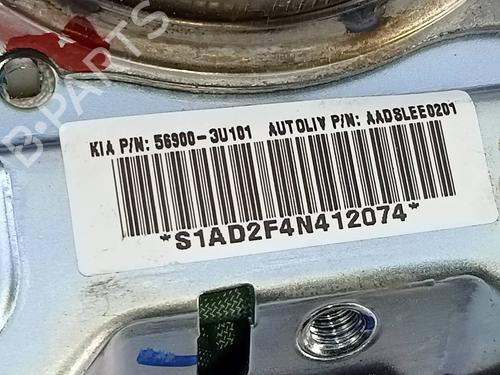 B-PARTS
KIA P/N: 56900-3U101 AUTOLIV P/N: AADSLEE0201
*S1AD2F4N412074*